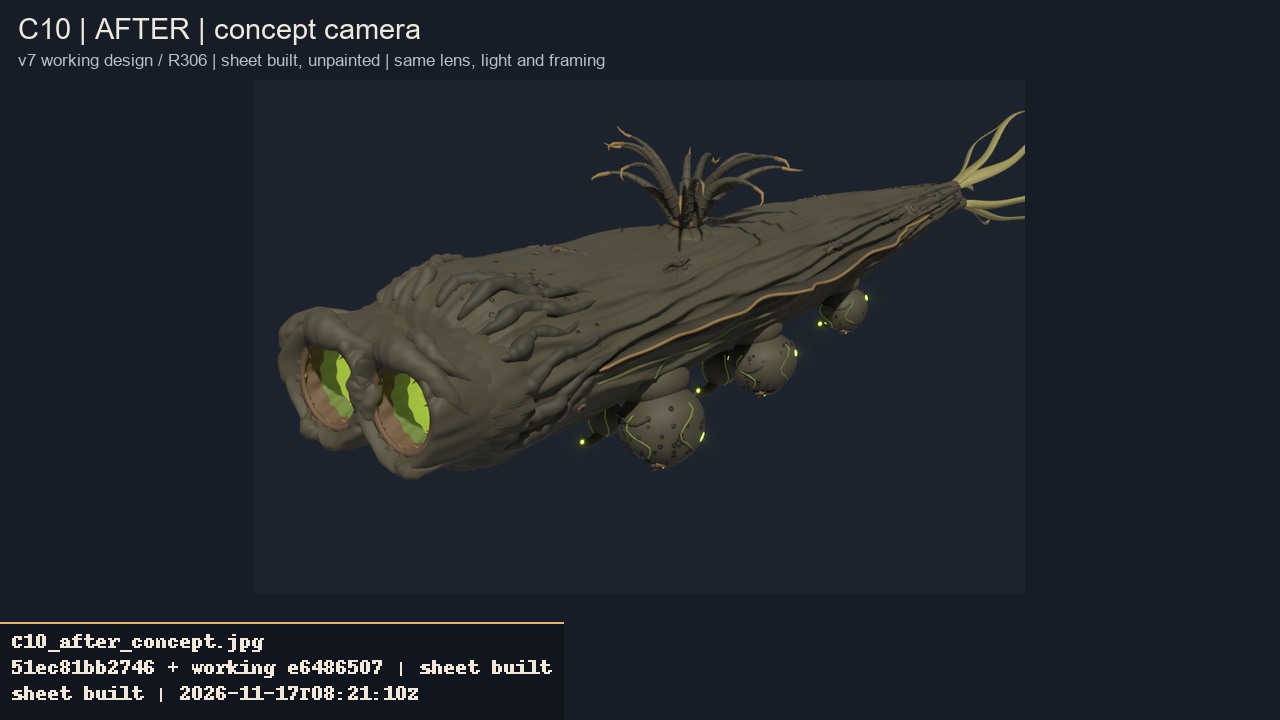 C10 | AFTER | concept camera
v7 working design / R306 | sheet built, unpainted | same lens, light and framing
C10_after_concept.jpg
51ec81bb2746 + working e6486507 | sheet built
sheet built | 2026-11-17T08:21:10Z